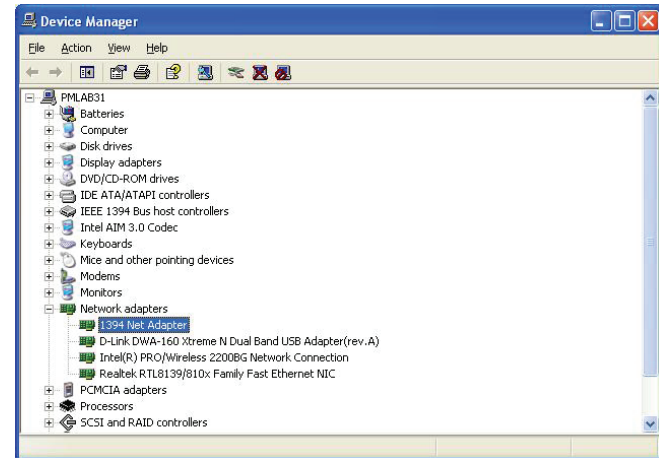 Device Manager
File Action View Help
PMLAB31
Batteries
Computer
Disk drives
Display adapters
DVD/CD-ROM drives
IDE ATA/ATAPI controllers
IEEE 1394 Bus host controllers
Intel AIM 3.0 Codec
Keyboards
Mice and other pointing devices
Modems
Monitors
Network adapters
1394 Net Adapter
D-Link DWA-160 Xtreme N Dual Band USB Adapter(rev.A)
Intel(R) PRO/Wireless 2200BG Network Connection
Realtek RTL8139/810x Family Fast Ethernet NIC
PCMCIA adapters
Processors
SCSI and RAID controllers